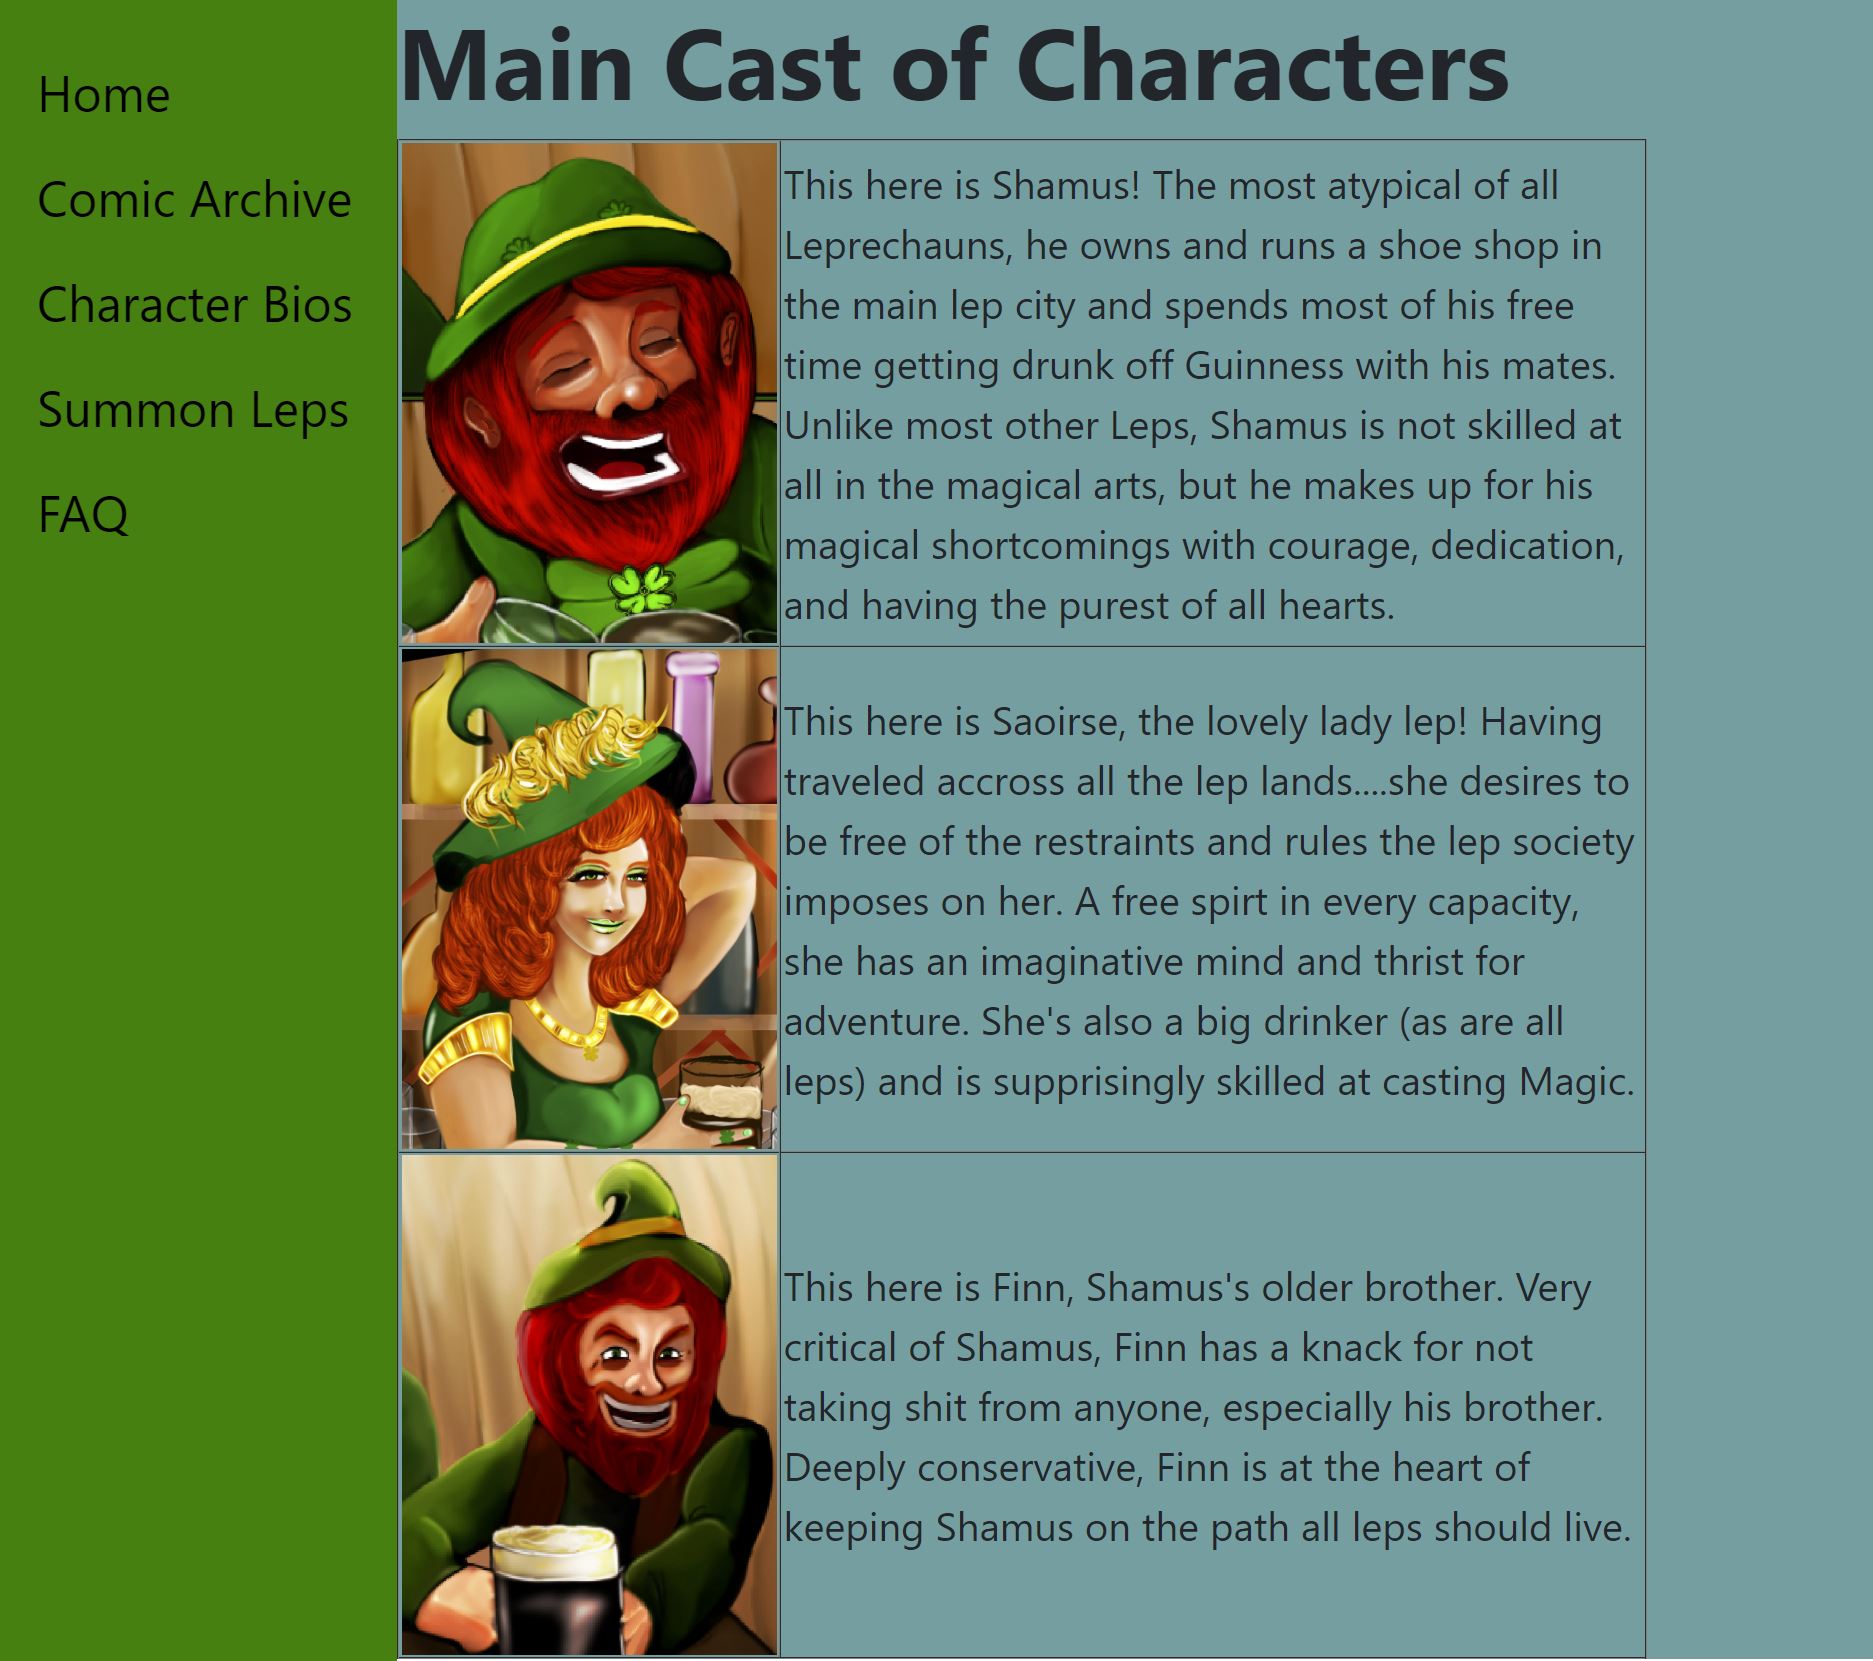 Home
Comic Archive
Character Bios
Summon Leps
FAQ
Main Cast of Characters
This here is Shamus! The most atypical of all
Leprechauns, he owns and runs a shoe shop in
the main lep city and spends most of his free
time getting drunk off Guinness with his mates.
Unlike most other Leps, Shamus is not skilled at
all in the magical arts, but he makes up for his
magical shortcomings with courage, dedication,
and having the purest of all hearts.
This here is Saoirse, the lovely lady lep! Having
traveled accross all the lep lands....she desires to
be free of the restraints and rules the lep society
imposes on her. A free spirt in every capacity,
she has an imaginative mind and thrist for
adventure. She's also a big drinker (as are all
leps) and is supprisingly skilled at casting Magic.
This here is Finn, Shamus's older brother. Very
critical of Shamus, Finn has a knack for not
taking shit from anyone, especially his brother.
Deeply conservative, Finn is at the heart of
keeping Shamus on the path all leps should live.